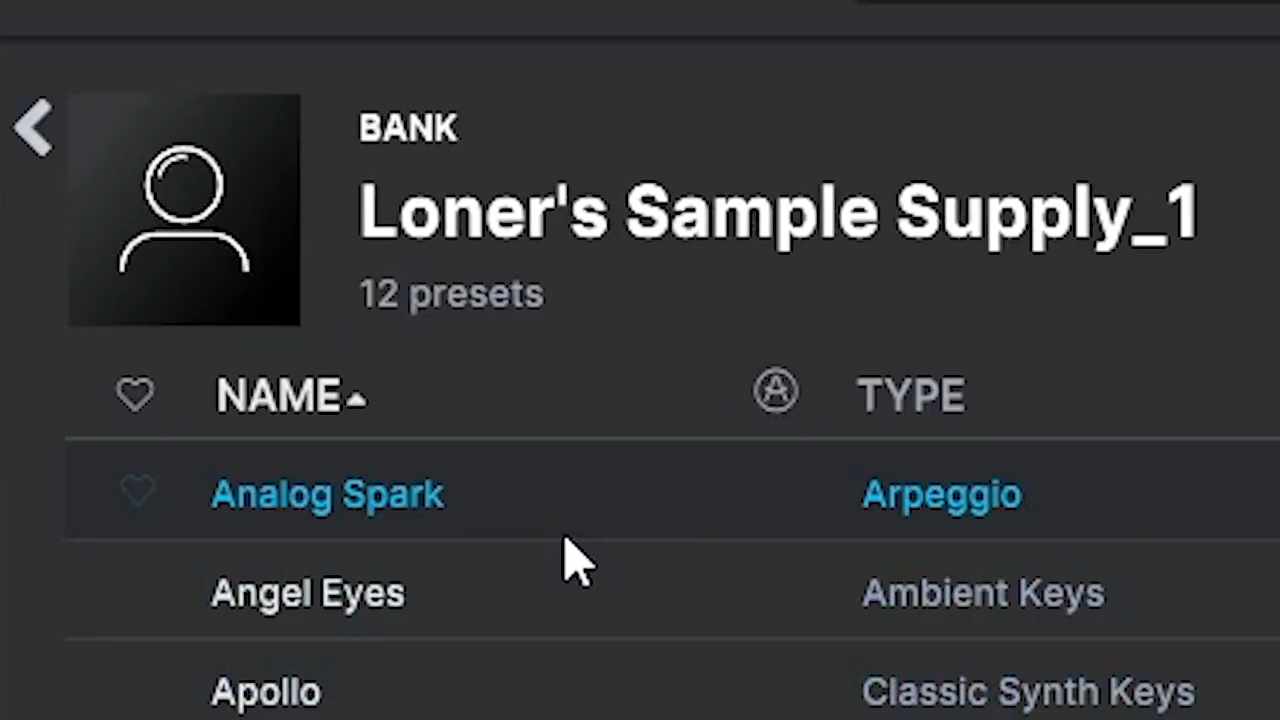 BANK
Loner's Sample Supply_1
12 presets
NAME TYPE
Analog Spark Arpeggio
Angel Eyes Ambient Keys
Apollo Classic Synth Keys